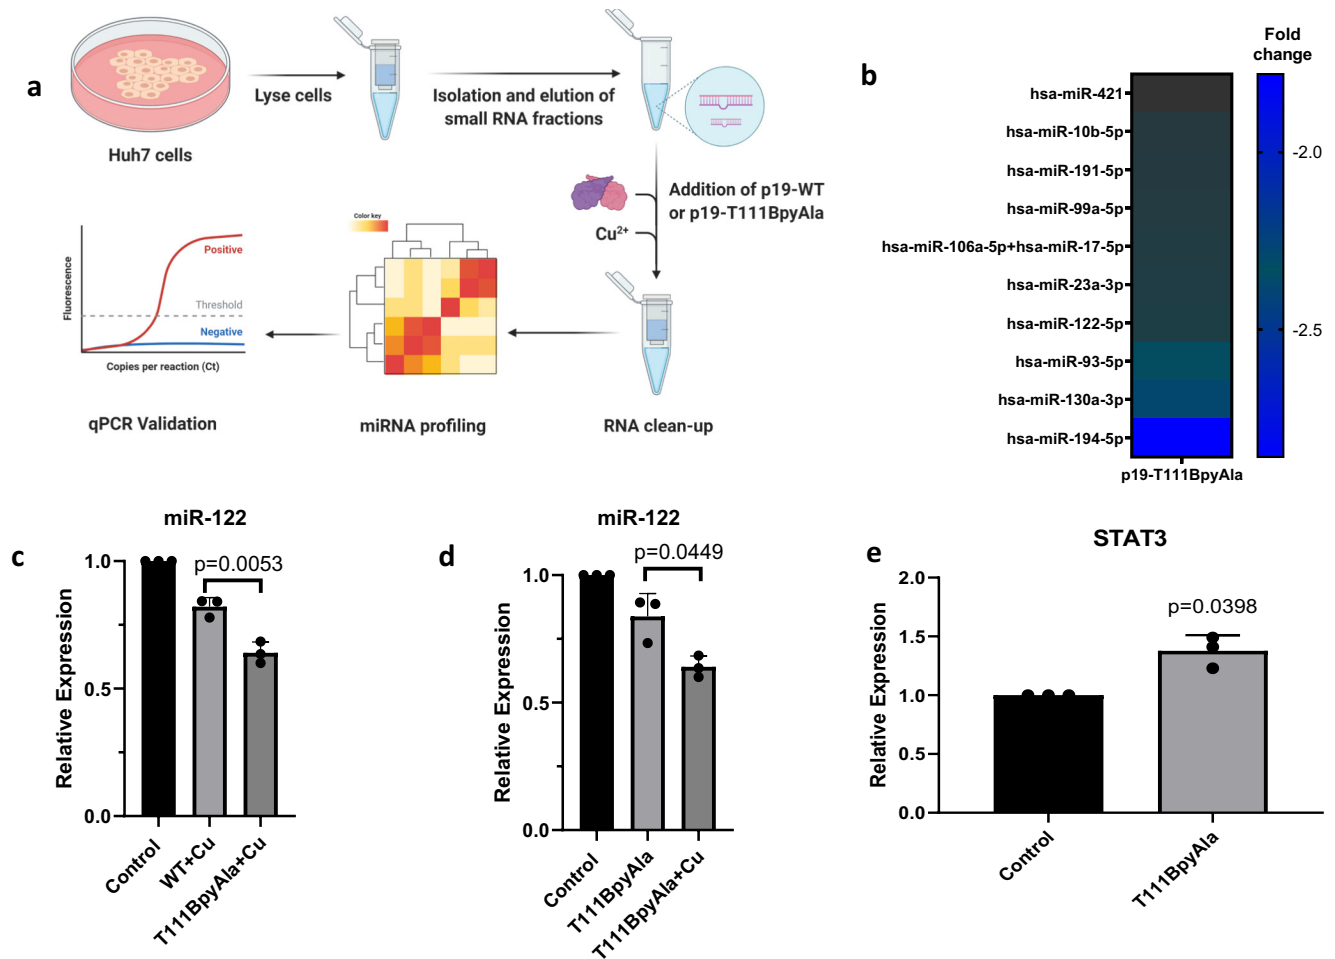 a
Huh7 cells
Lyse cells
Isolation and elution of
small RNA fractions
Addition of p19-WT
or p19-T111BpyAla
Cu²⁺
RNA clean-up
Color key
miRNA profiling
Fluorescence
Positive
Threshold
Negative
Copies per reaction (Ct)
qPCR Validation
b
Fold
change
hsa-miR-421
hsa-miR-10b-5p
hsa-miR-191-5p
hsa-miR-99a-5p
hsa-miR-106a-5p+hsa-miR-17-5p
hsa-miR-23a-3p
hsa-miR-122-5p
hsa-miR-93-5p
hsa-miR-130a-3p
hsa-miR-194-5p
-2.0
-2.5
p19-T111BpyAla
c
miR-122
p=0.0053
Relative Expression
1.0
0.5
0.0
Control
WT+Cu
T111BpyAla+Cu
d
miR-122
p=0.0449
Relative Expression
1.0
0.5
0.0
Control
T111BpyAla
T111BpyAla+Cu
e
STAT3
p=0.0398
Relative Expression
2.0
1.5
1.0
0.5
0.0
Control
T111BpyAla